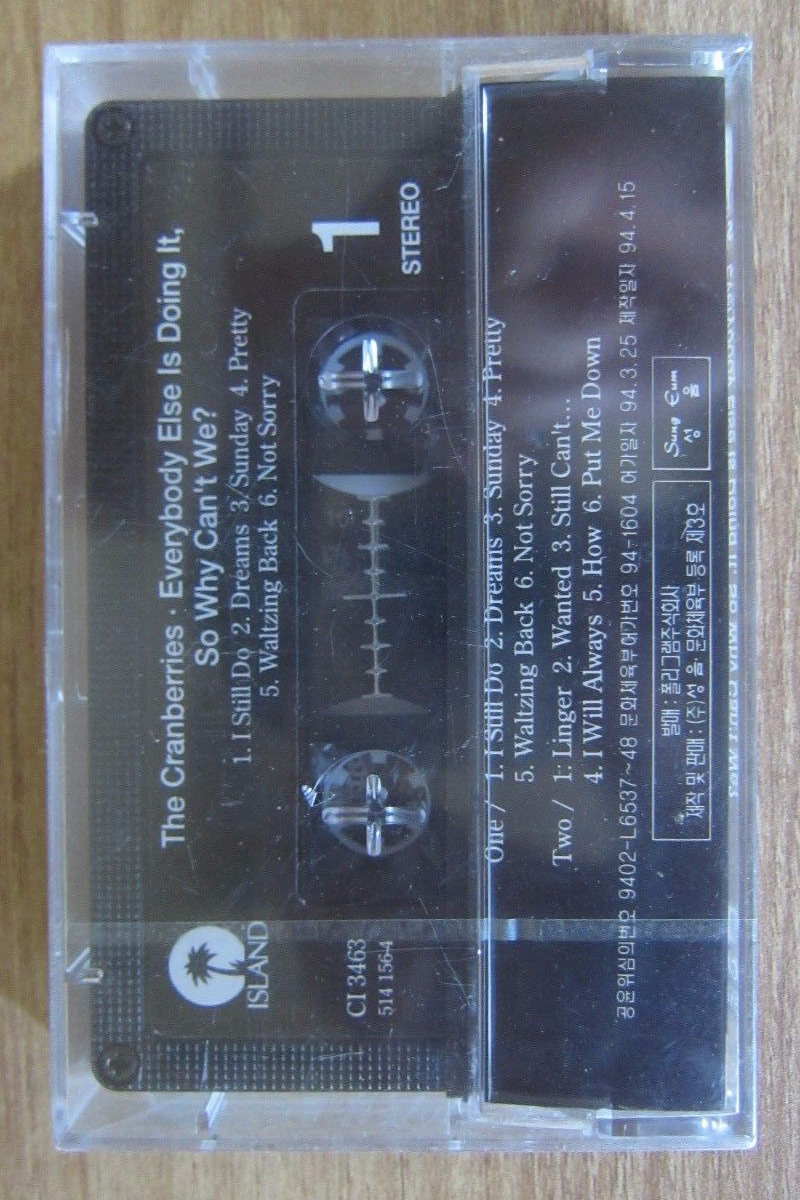 The Cranberries · Everybody Else Is Doing It,
So Why Can't We?
1. I Still Do 2. Dreams 3. Sunday 4. Pretty
5. Waltzing Back 6. Not Sorry
ISLAND
1
STEREO
CI 3463
514 156-4
One / 1. I Still Do 2. Dreams 3. Sunday 4. Pretty
5. Waltzing Back 6. Not Sorry
Two / 1. Linger 2. Wanted 3. Still Can't...
4. I Will Always 5. How 6. Put Me Down
공윤위심의번호 9402-L6537~48 문화체육부허가번호 94-1604 허가일자 94.3.25 제작일자 94.4.15
발매 : 폴리그램주식회사
제작 및 판매 : (주)성 음 문화체육부 등록 제3호
Sung Eum
성 음